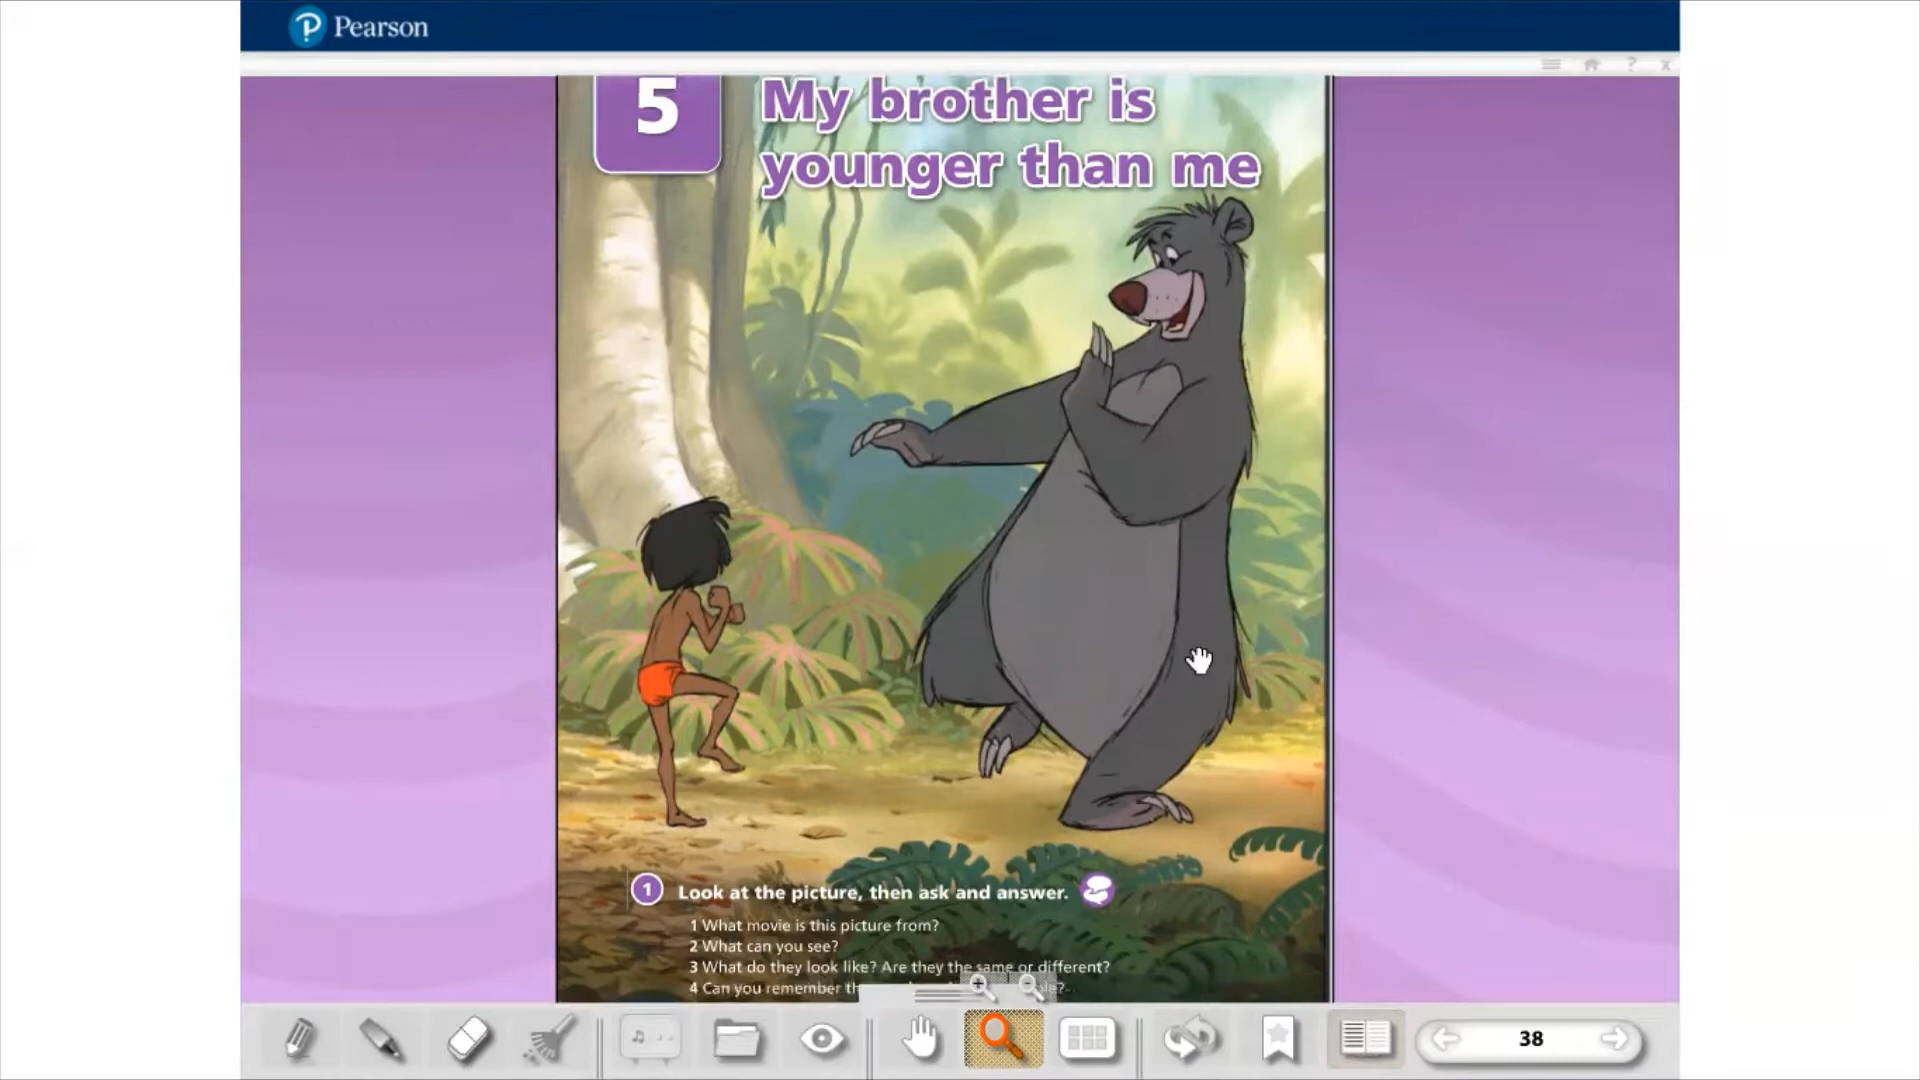 Pearson
5
My brother is
younger than me
1 Look at the picture, then ask and answer.
1 What movie is this picture from?
2 What can you see?
3 What do they look like? Are they the same or different?
4 Can you remember
38